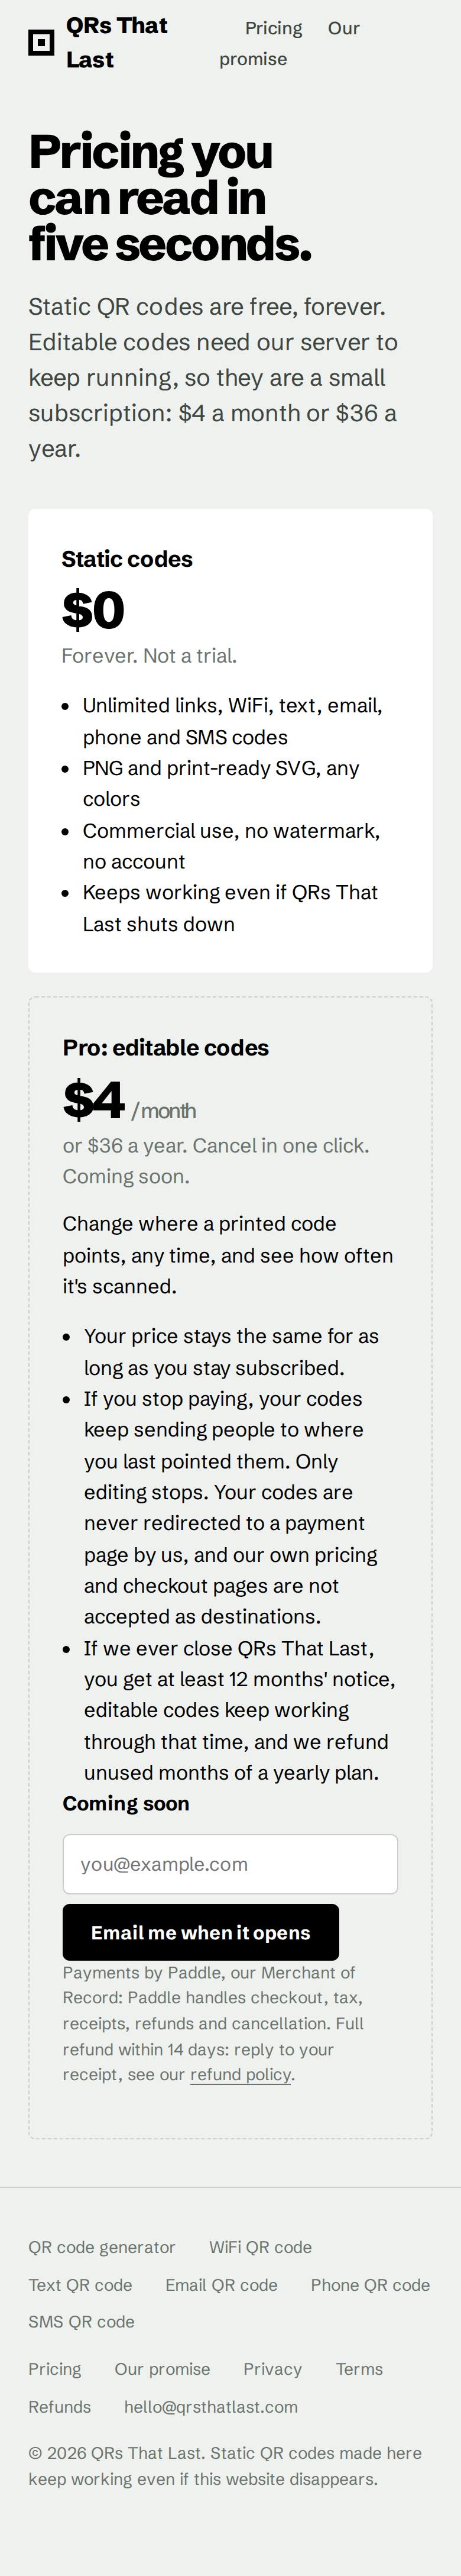 QRs That
Last
Pricing Our
promise
Pricing you
can read in
five seconds.
Static QR codes are free, forever.
Editable codes need our server to
keep running, so they are a small
subscription: $4 a month or $36 a
year.
Static codes
$0
Forever. Not a trial.
• Unlimited links, WiFi, text, email,
phone and SMS codes
• PNG and print-ready SVG, any
colors
• Commercial use, no watermark,
no account
• Keeps working even if QRs That
Last shuts down
Pro: editable codes
$4 /month
or $36 a year. Cancel in one click.
Coming soon.
Change where a printed code
points, any time, and see how often
it's scanned.
• Your price stays the same for as
long as you stay subscribed.
• If you stop paying, your codes
keep sending people to where
you last pointed them. Only
editing stops. Your codes are
never redirected to a payment
page by us, and our own pricing
and checkout pages are not
accepted as destinations.
• If we ever close QRs That Last,
you get at least 12 months' notice,
editable codes keep working
through that time, and we refund
unused months of a yearly plan.
Coming soon
you@example.com
Email me when it opens
Payments by Paddle, our Merchant of
Record: Paddle handles checkout, tax,
receipts, refunds and cancellation. Full
refund within 14 days: reply to your
receipt, see our refund policy.
QR code generator WiFi QR code
Text QR code Email QR code Phone QR code
SMS QR code
Pricing Our promise Privacy Terms
Refunds hello@qrsthatlast.com
© 2026 QRs That Last. Static QR codes made here
keep working even if this website disappears.